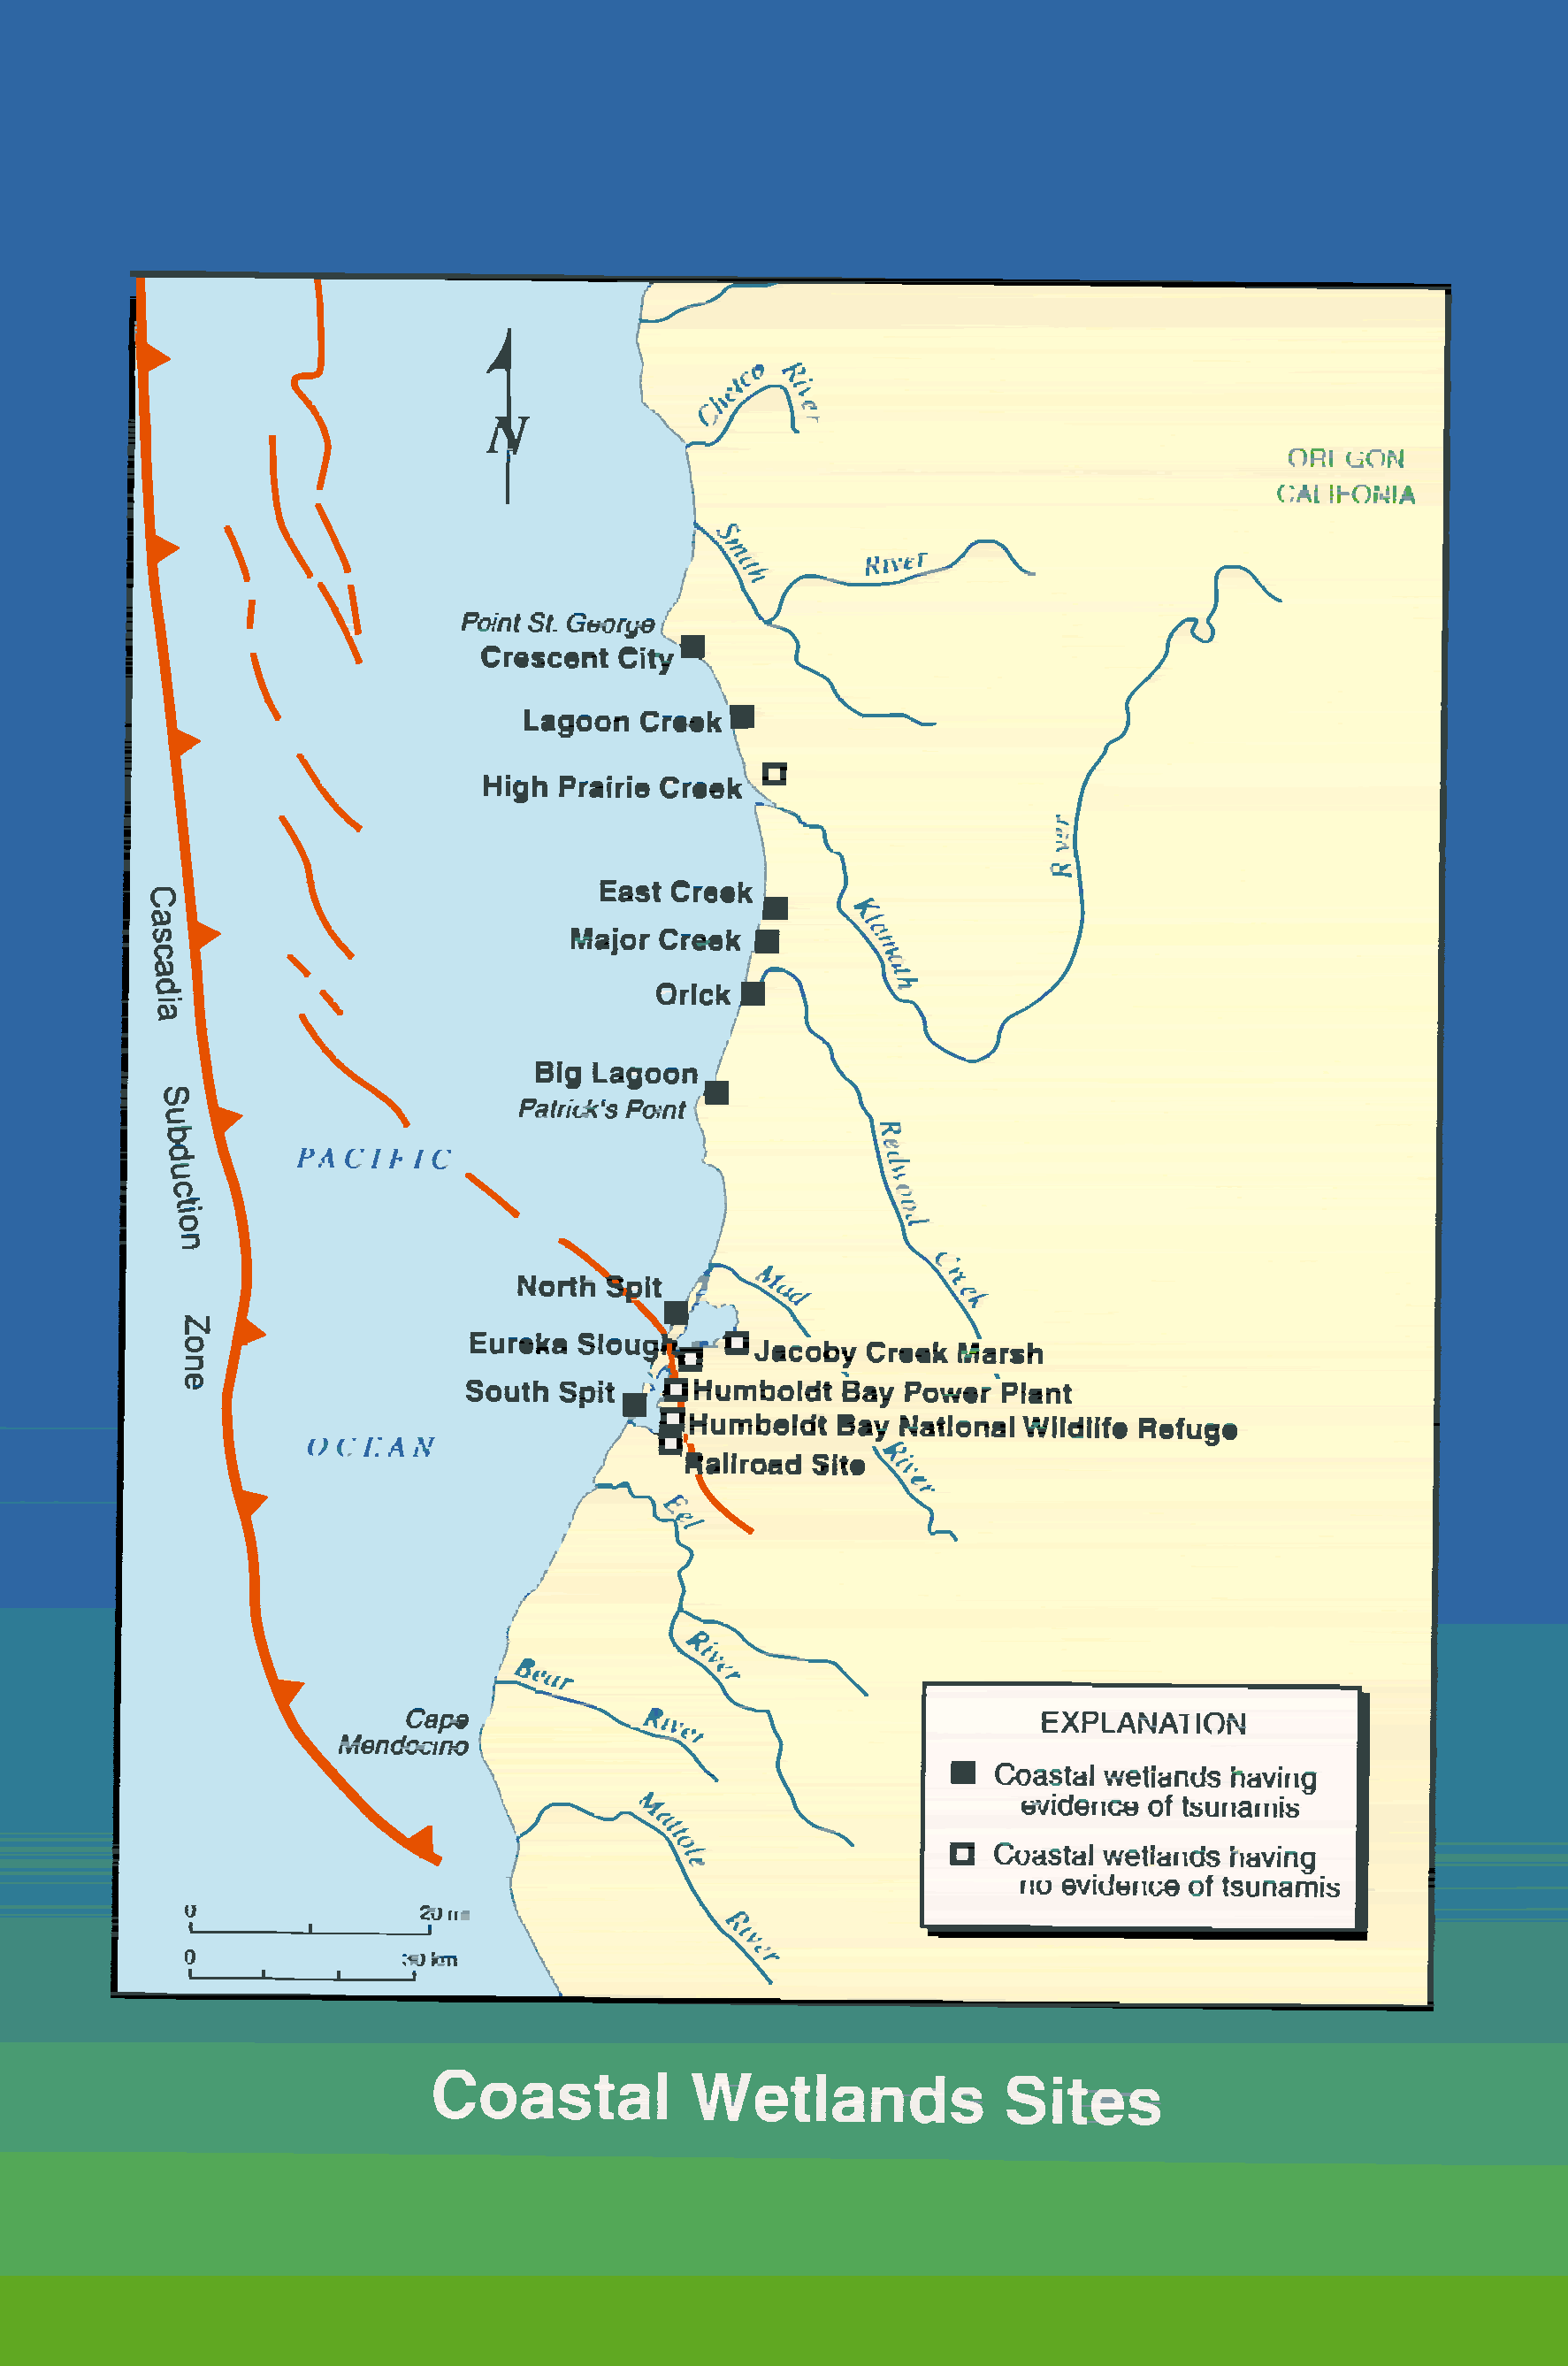 Chetco River
OREGON
CALIFONIA
Smith River
Point St. George
Crescent City
Lagoon Creek
High Prairie Creek
River
East Creek
Klamath
Major Creek
Orick
Big Lagoon
Patrick's Point
Redwood Creek
Cascadia Subduction Zone
PACIFIC
OCEAN
N
North Spit
Mad
Eureka Slough
Jacoby Creek Marsh
South Spit
Humboldt Bay Power Plant
Humboldt Bay National Wildlife Refuge
River
Railroad Site
Eel
River
Bear River
Cape
Mendocino
Mattole River
EXPLANATION
Coastal wetlands having
evidence of tsunamis
Coastal wetlands having
no evidence of tsunamis
0 20
0 30 km
Coastal Wetlands Sites